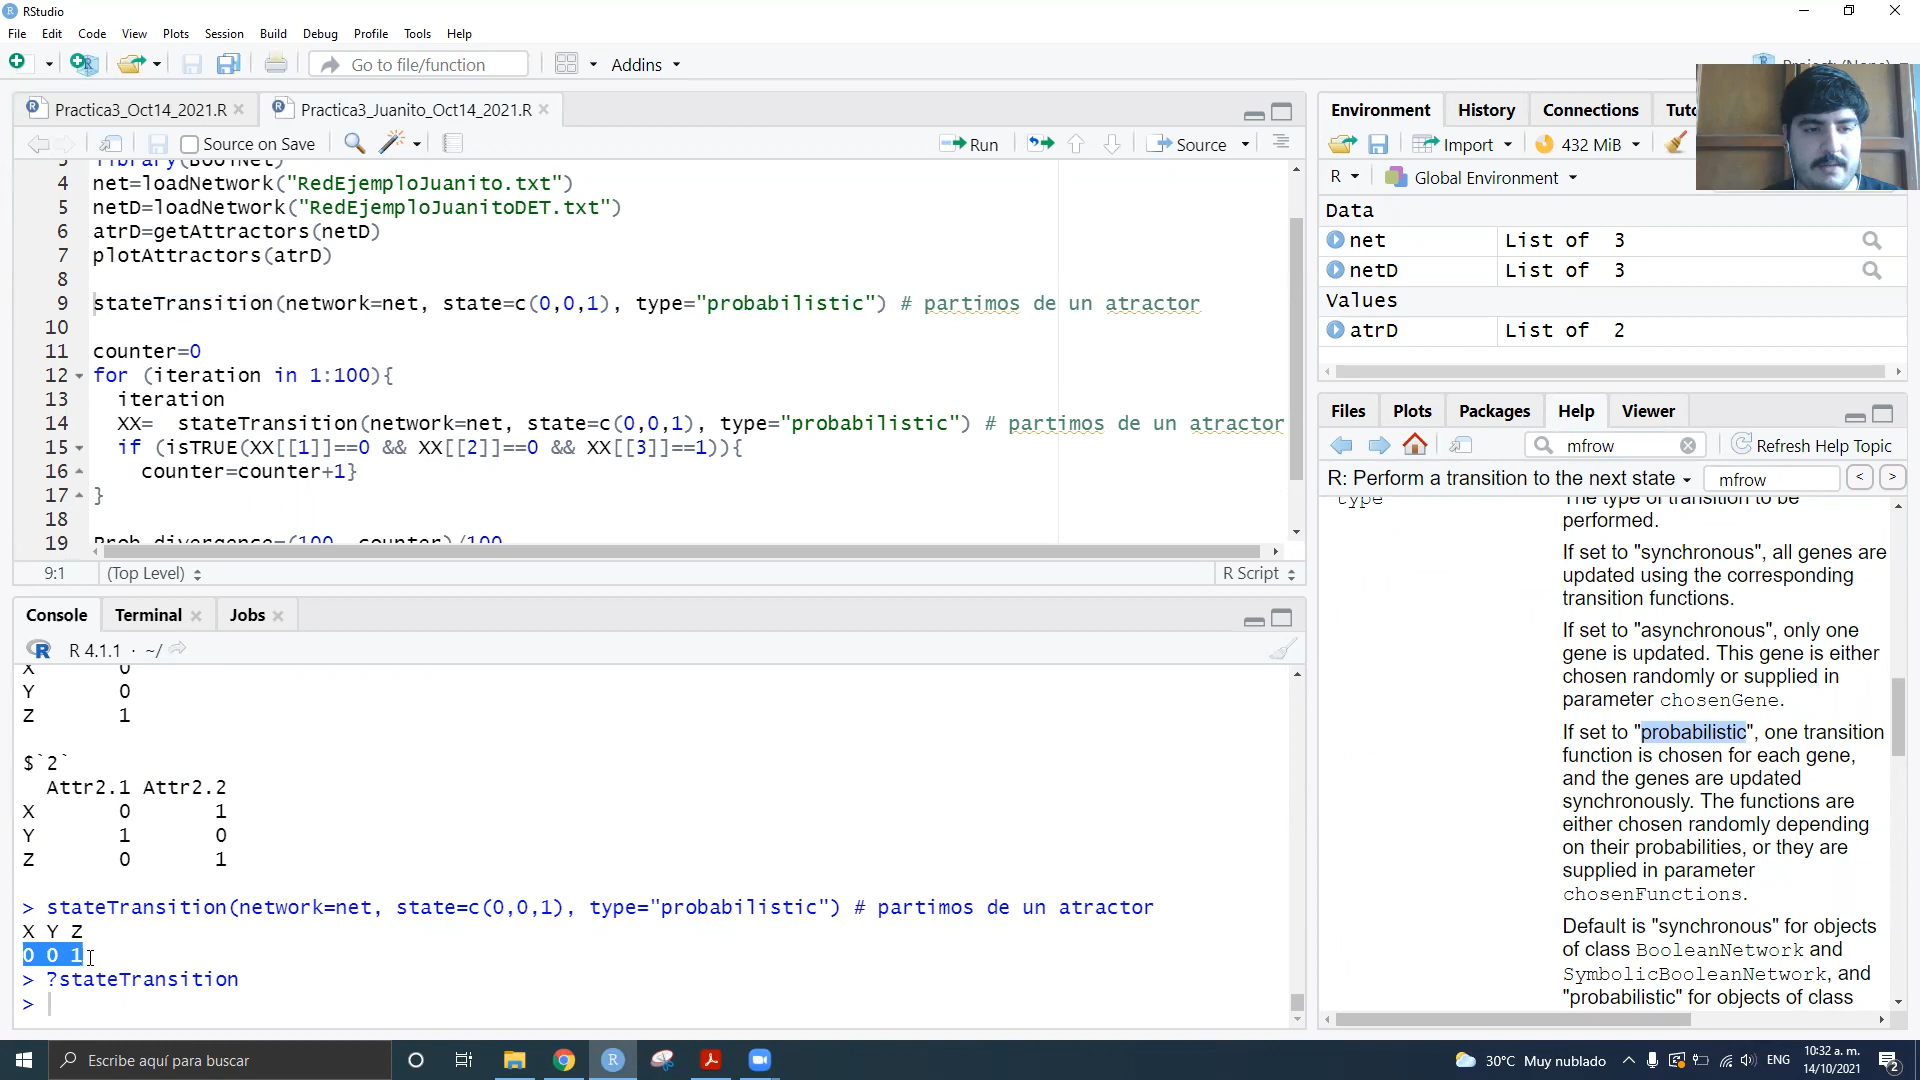 RStudio
File Edit Code View Plots Session Build Debug Profile Tools Help
Go to file/function Addins
Practica3_Oct14_2021.R Practica3_Juanito_Oct14_2021.R
Source on Save Run Source
3 library(BoolNet)
4 net=loadNetwork("RedEjemploJuanito.txt")
5 netD=loadNetwork("RedEjemploJuanitoDET.txt")
6 atrD=getAttractors(netD)
7 plotAttractors(atrD)
8
9 stateTransition(network=net, state=c(0,0,1), type="probabilistic") # partimos de un atractor
10
11 counter=0
12 for (iteration in 1:100){
13 iteration
14 XX= stateTransition(network=net, state=c(0,0,1), type="probabilistic") # partimos de un atractor
15 if (isTRUE(XX[[1]]==0 && XX[[2]]==0 && XX[[3]]==1)){
16 counter=counter+1}
17 }
18
19 Prob_divergence=(100 counter)/100
9:1 (Top Level) R Script
Console Terminal Jobs
R 4.1.1 · ~/
X 0
Y 0
Z 1
$`2`
Attr2.1 Attr2.2
X 0 1
Y 1 0
Z 0 1
> stateTransition(network=net, state=c(0,0,1), type="probabilistic") # partimos de un atractor
X Y Z
0 0 1
> ?stateTransition
>
Environment History Connections Tuto
Import 432 MiB
R Global Environment
Data
net List of 3
netD List of 3
Values
atrD List of 2
Files Plots Packages Help Viewer
mfrow Refresh Help Topic
R: Perform a transition to the next state mfrow < >
type The type of transition to be
performed.
If set to "synchronous", all genes are
updated using the corresponding
transition functions.
If set to "asynchronous", only one
gene is updated. This gene is either
chosen randomly or supplied in
parameter chosenGene.
If set to "probabilistic", one transition
function is chosen for each gene,
and the genes are updated
synchronously. The functions are
either chosen randomly depending
on their probabilities, or they are
supplied in parameter
chosenFunctions.
Default is "synchronous" for objects
of class BooleanNetwork and
SymbolicBooleanNetwork, and
"probabilistic" for objects of class
Escribe aquí para buscar
30°C Muy nublado ENG
10:32 a. m.
14/10/2021
2